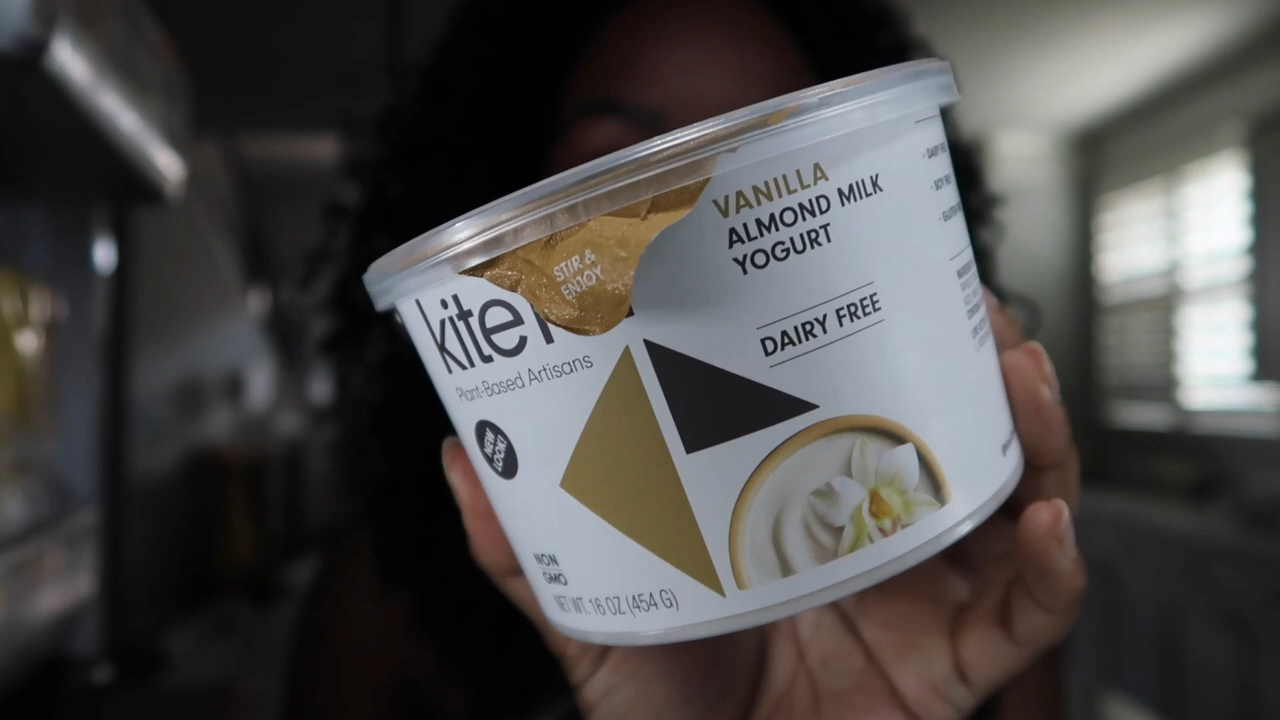 STIR &
ENJOY
kite
Plant-Based Artisans
NEW
LOOK!
NON
GMO
NET WT. 16 OZ (454 G)
VANILLA
ALMOND MILK
YOGURT
DAIRY FREE